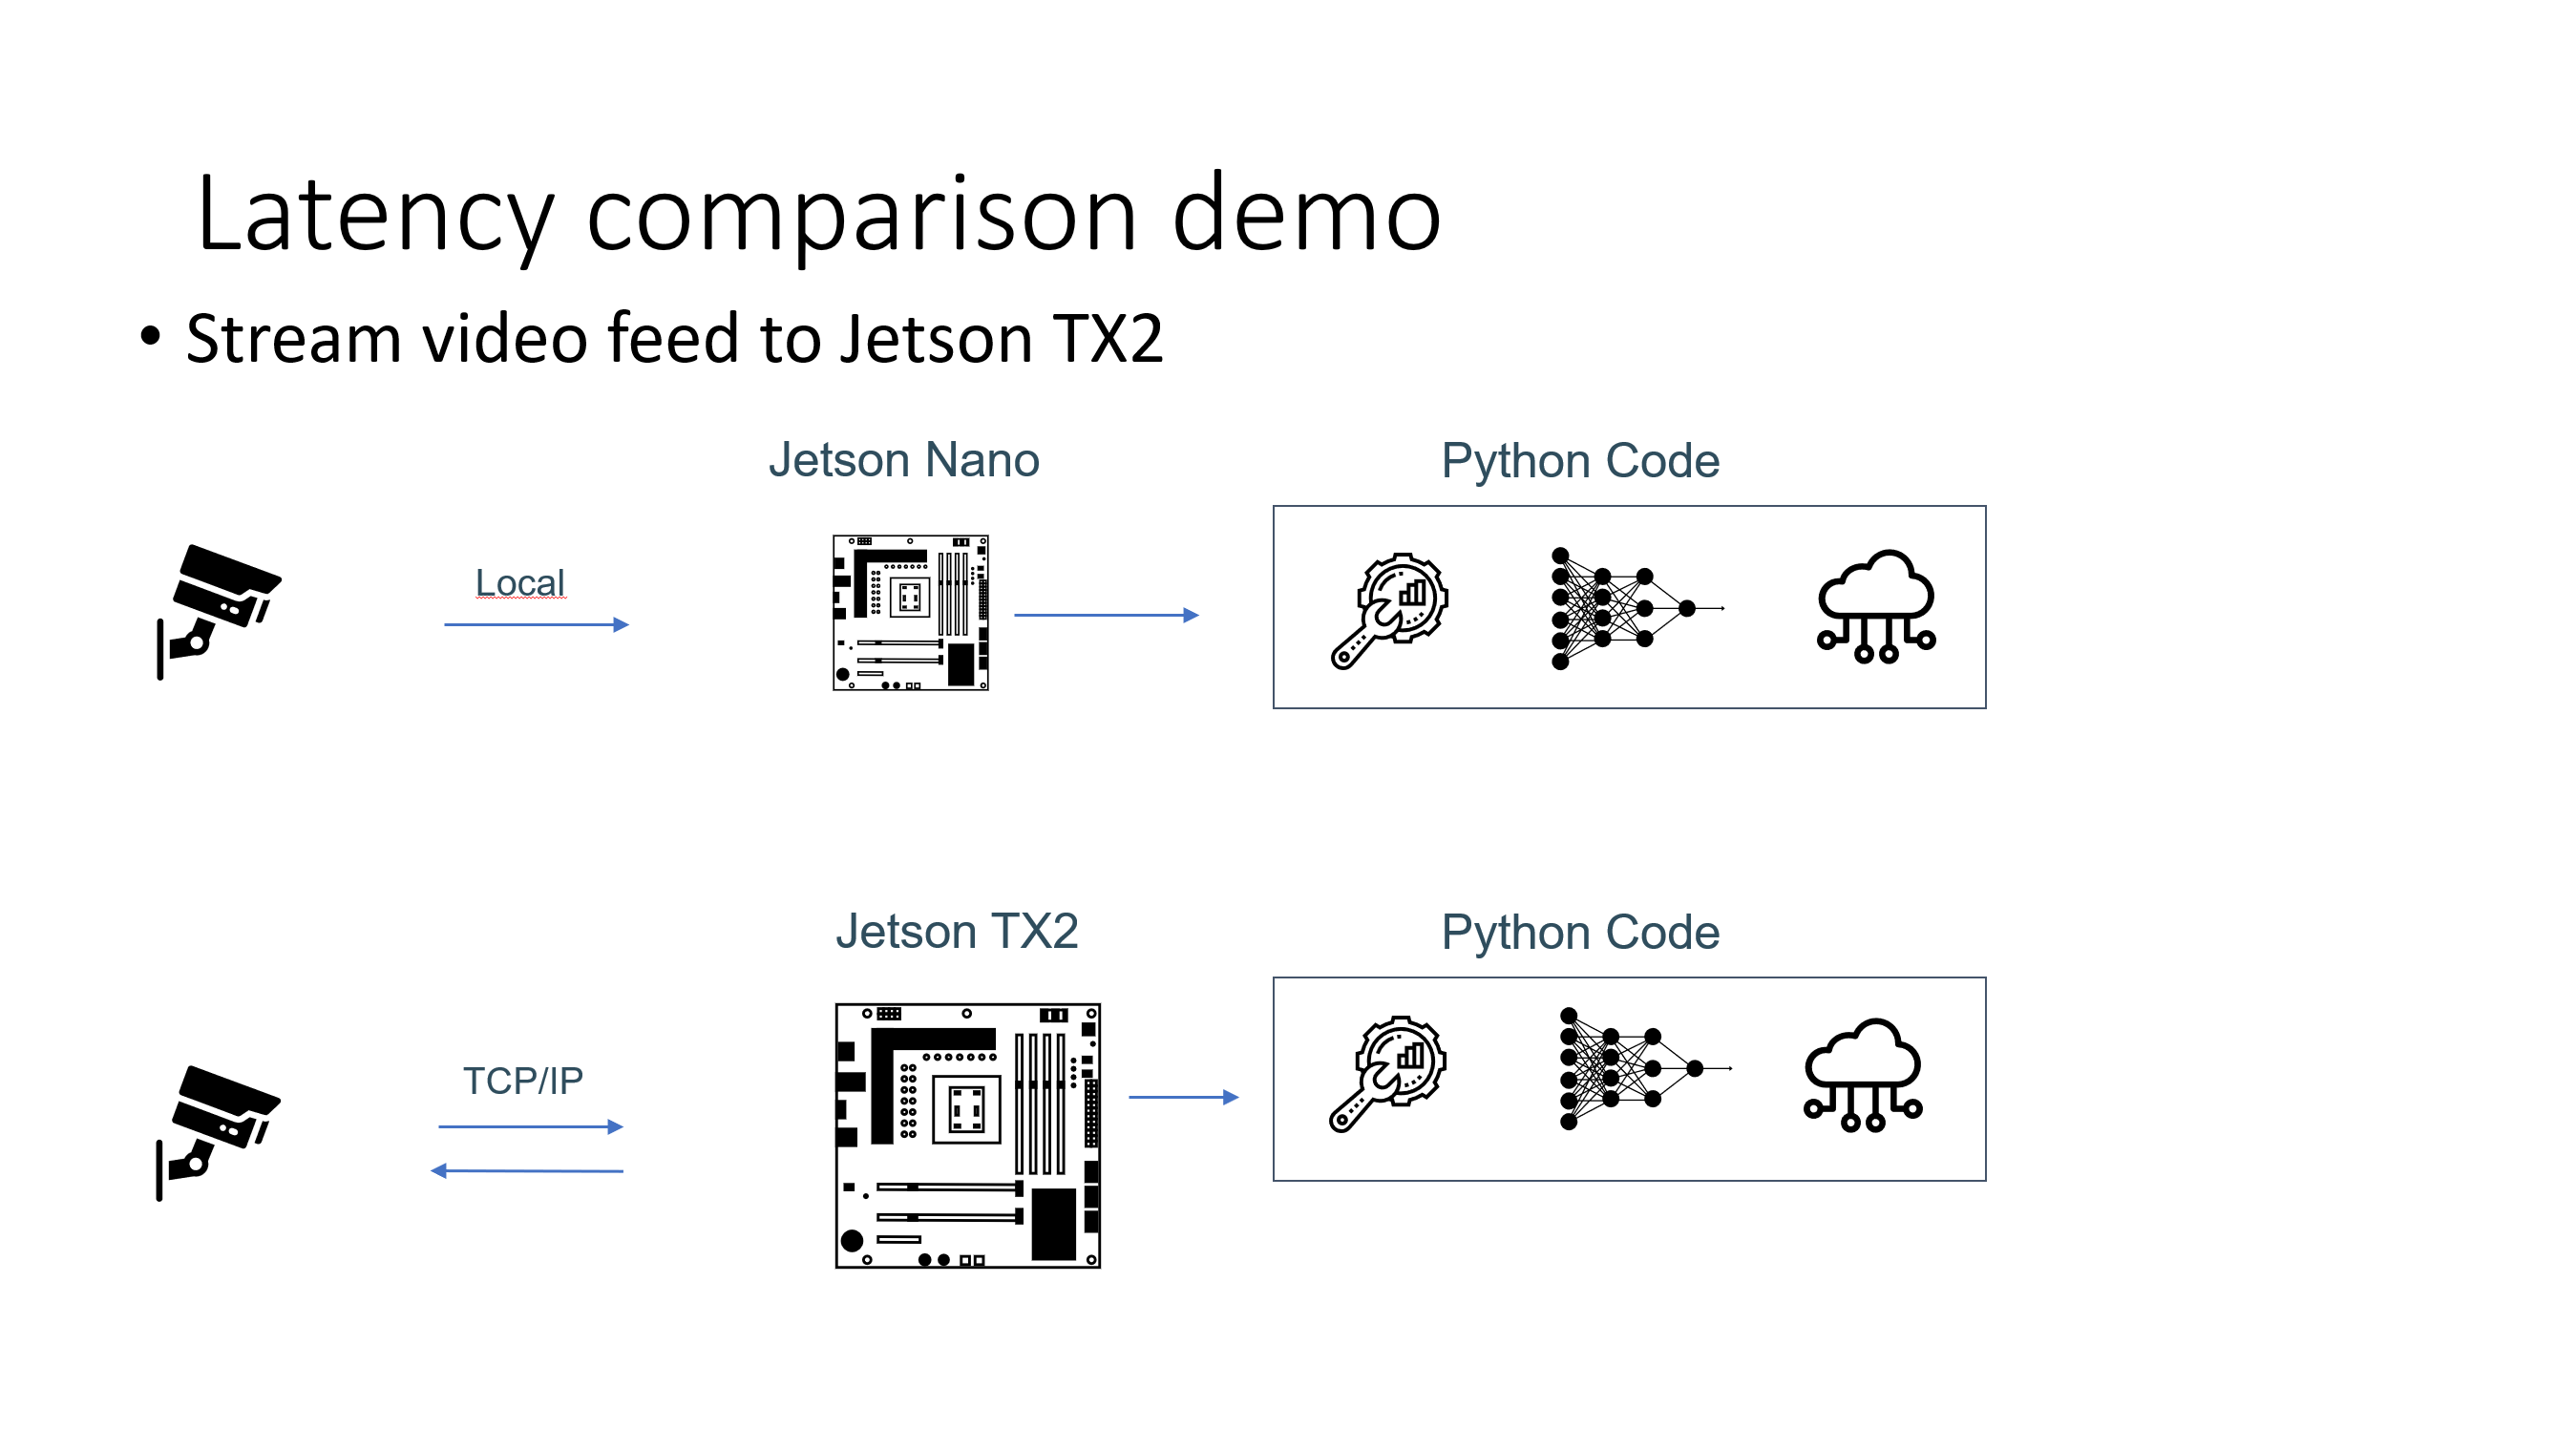 Latency comparison demo
• Stream video feed to Jetson TX2
Jetson Nano
Python Code
Local
Jetson TX2
Python Code
TCP/IP